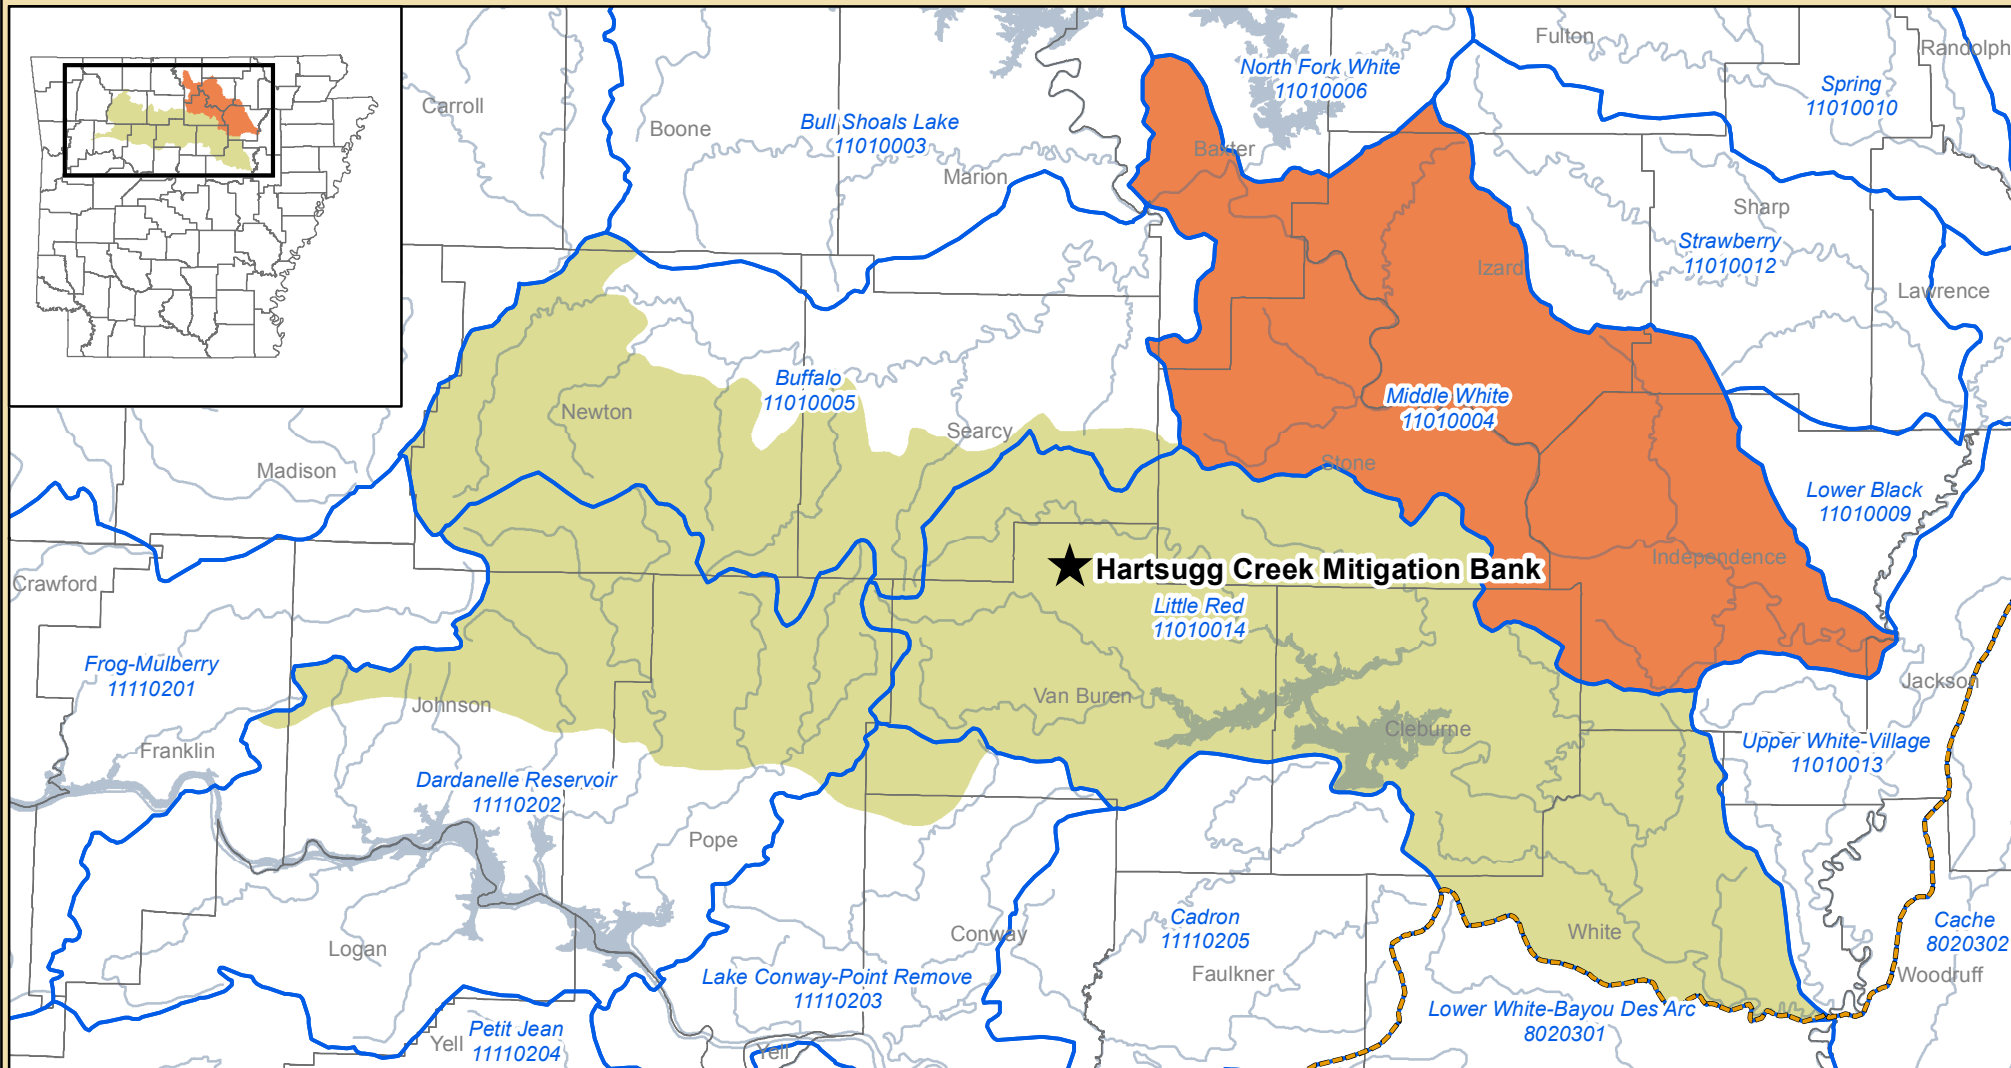 Fulton
Randolph
North Fork White
11010006
Spring
11010010
Carroll
Boone
Bull Shoals Lake
11010003
Baxter
Marion
Sharp
Strawberry
11010012
Izard
Lawrence
Buffalo
11010005
Newton
Searcy
Middle White
11010004
Stone
Madison
Lower Black
11010009
Independence
Hartsugg Creek Mitigation Bank
Crawford
Little Red
11010014
Frog-Mulberry
11110201
Johnson
Van Buren
Jackson
Cleburne
Franklin
Upper White-Village
11010013
Dardanelle Reservoir
11110202
Pope
Logan
Conway
Cadron
11110205
Faulkner
White
Cache
8020302
Woodruff
Lake Conway-Point Remove
11110203
Lower White-Bayou Des Arc
8020301
Petit Jean
11110204
Yell
Yell